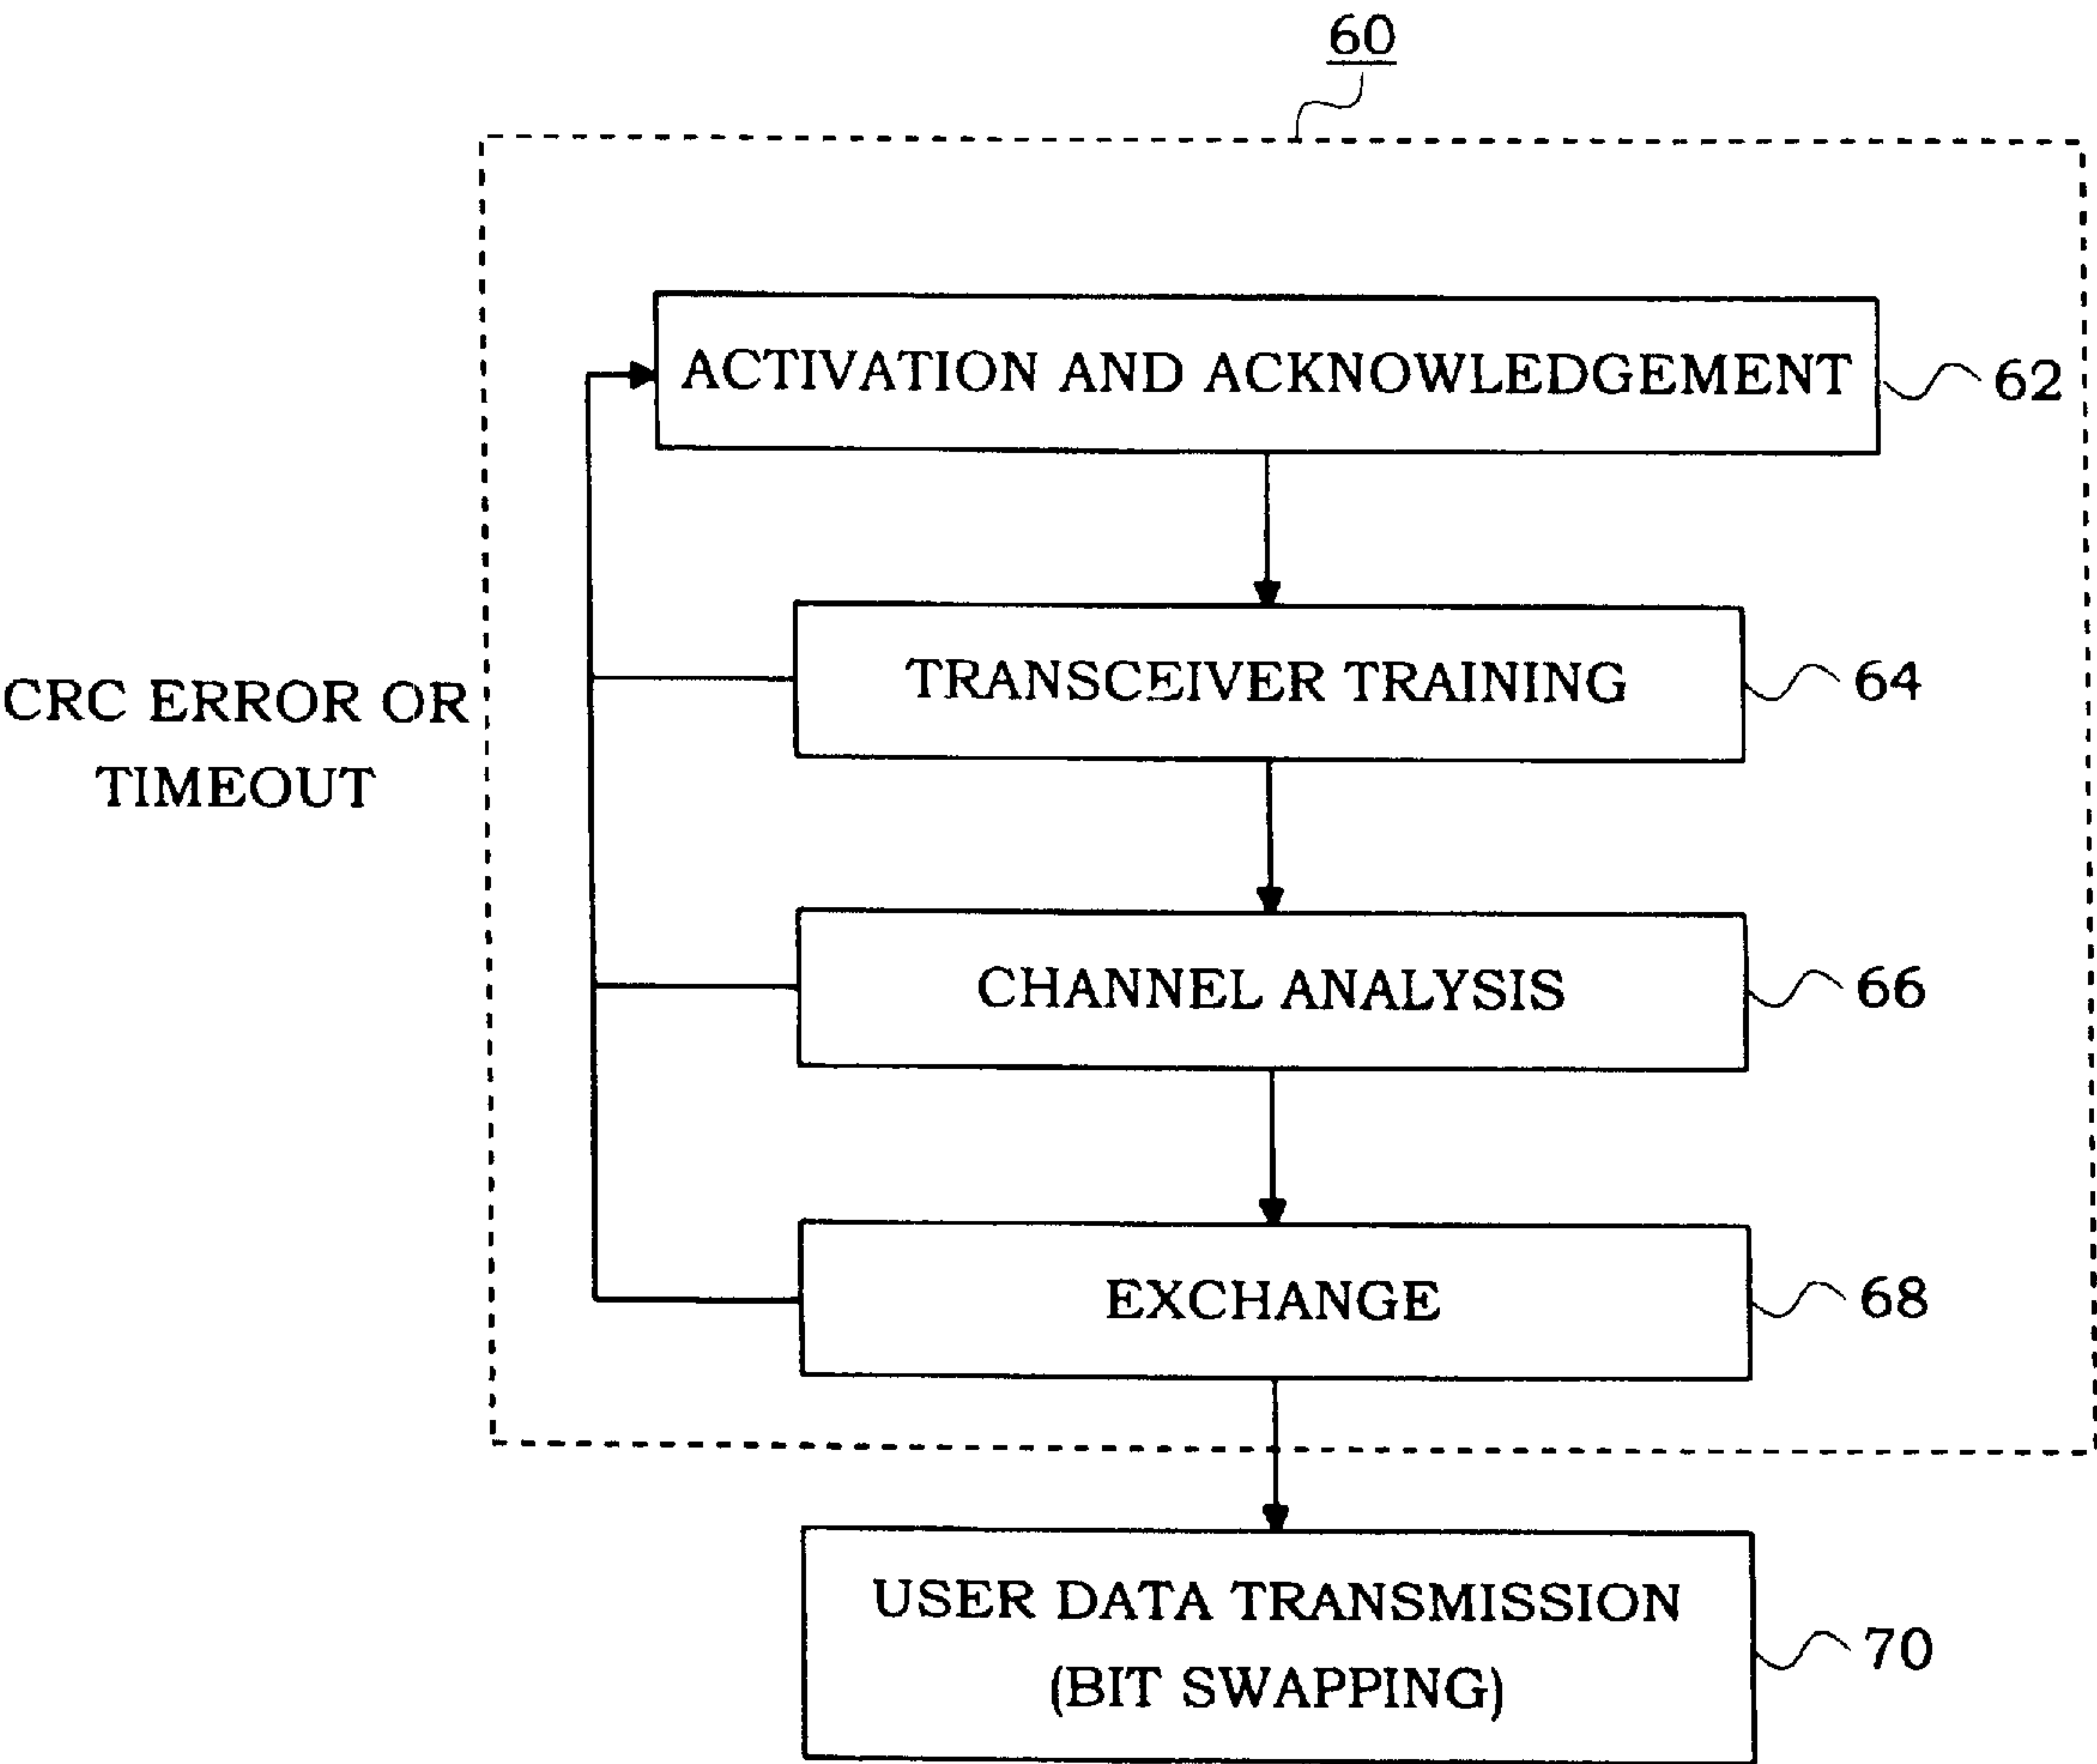 60
ACTIVATION AND ACKNOWLEDGEMENT
62
CRC ERROR OR
TIMEOUT
TRANSCEIVER TRAINING
64
CHANNEL ANALYSIS
66
EXCHANGE
68
USER DATA TRANSMISSION
(BIT SWAPPING)
70